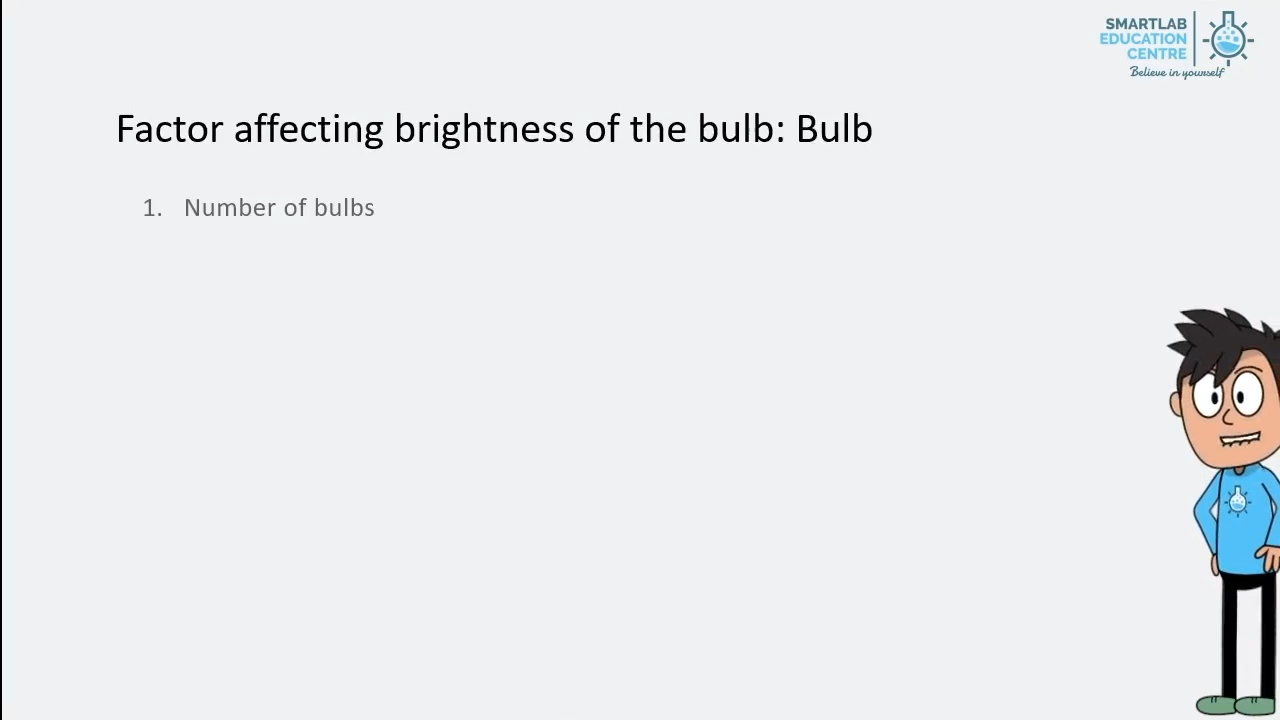 SMARTLAB
EDUCATION
CENTRE
Believe in yourself
Factor affecting brightness of the bulb: Bulb
1. Number of bulbs